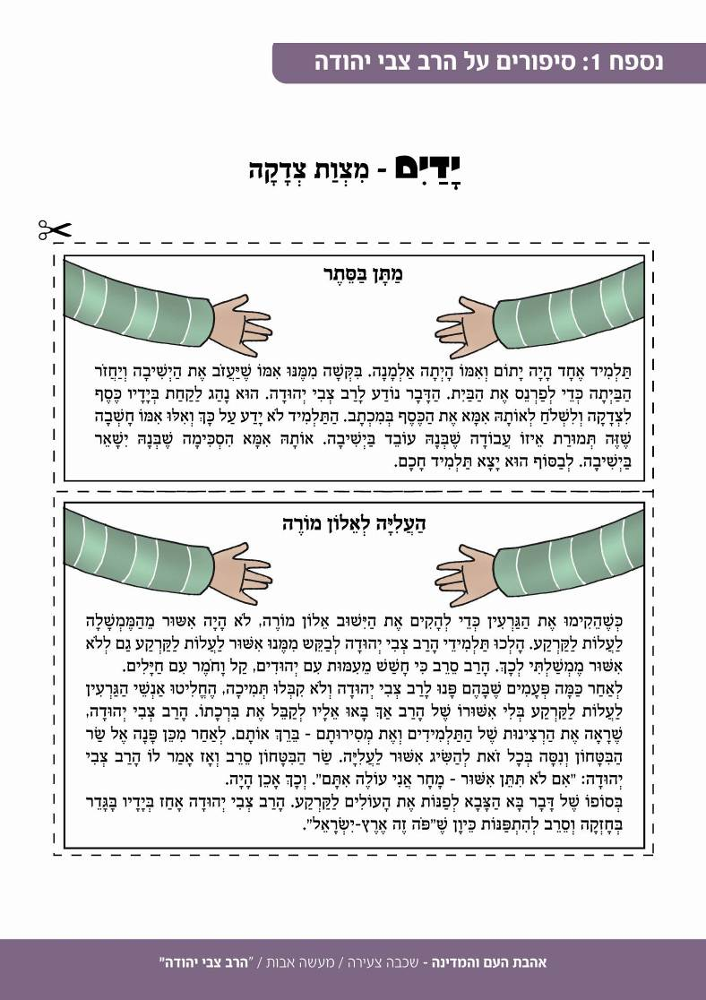 נספח 1: סיפורים על הרב צבי יהודה
יָדַיִם - מִצְוַת צְדָקָה
מַתָּן בַּסֵּתֶר
תַּלְמִיד אֶחָד הָיָה יָתוֹם וְאִמּוֹ הָיְתָה אַלְמָנָה. בִּקְּשָׁה מִמֶּנּוּ אִמּוֹ שֶׁיַּעֲזֹב אֶת הַיְשִׁיבָה וְיַחֲזֹר
הַבַּיְתָה כְּדֵי לְפַרְנֵס אֶת הַבַּיִת. הַדָּבָר נוֹדַע לָרַב צְבִי יְהוּדָה. הוּא נָהַג לָקַחַת בְּיָדָיו כֶּסֶף
לִצְדָקָה וְלִשְׁלֹחַ לְאוֹתָהּ אִמָּא אֶת הַכֶּסֶף בְּמִכְתָּב. הַתַּלְמִיד לֹא יָדַע עַל כָּךְ וְאִלּוּ אִמּוֹ חָשְׁבָה
שֶׁזֶּה תְּמוּרַת אֵיזוֹ עֲבוֹדָה שֶׁבְּנָהּ עוֹבֵד בַּיְשִׁיבָה. אוֹתָהּ אִמָּא הִסְכִּימָה שֶׁבְּנָהּ יִשָּׁאֵר
בַּיְשִׁיבָה. לְבַסּוֹף הוּא יָצָא תַּלְמִיד חָכָם.
הַעֲלִיָּה לְאֵלוֹן מוֹרֶה
כְּשֶׁהֵקִימוּ אֶת הַגַּרְעִין כְּדֵי לְהָקִים אֶת הַיִּשּׁוּב אֵלוֹן מוֹרֶה, לֹא הָיָה אִשּׁוּר מֵהַמֶּמְשָׁלָה
לַעֲלוֹת לַקַּרְקַע. הָלְכוּ תַּלְמִידֵי הָרַב צְבִי יְהוּדָה לְבַקֵּשׁ מִמֶּנּוּ אִשּׁוּר לַעֲלוֹת לַקַּרְקַע גַּם לְלֹא
אִשּׁוּר מֶמְשַׁלְתִּי לְכָךְ. הָרַב סֵרֵב כִּי חָשַׁשׁ מֵעִמּוּת עִם יְהוּדִים, קַל וָחֹמֶר עִם חַיָּלִים.
לְאַחַר כַּמָּה פְּעָמִים שֶׁבָּהֶם פָּנוּ לָרַב צְבִי יְהוּדָה וְלֹא קִבְּלוּ תְּמִיכָה, הֶחְלִיטוּ אַנְשֵׁי הַגַּרְעִין
לַעֲלוֹת לַקַּרְקַע בְּלִי אִשּׁוּרוֹ שֶׁל הָרַב אַךְ בָּאוּ אֵלָיו לְקַבֵּל אֶת בִּרְכָתוֹ. הָרַב צְבִי יְהוּדָה,
שֶׁרָאָה אֶת הָרְצִינוּת שֶׁל הַתַּלְמִידִים וְאֶת מְסִירוּתָם - בֵּרֵךְ אוֹתָם. לְאַחַר מִכֵּן פָּנָה אֶל שַׂר
הַבִּטָּחוֹן וְנִסָּה בְּכָל זֹאת לְהַשִּׂיג אִשּׁוּר לַעֲלִיָּה. שַׂר הַבִּטָּחוֹן סֵרֵב וְאָז אָמַר לוֹ הָרַב צְבִי
יְהוּדָה: "אִם לֹא תִּתֵּן אִשּׁוּר - מָחָר אֲנִי עוֹלֶה אִתָּם". וְכָךְ אָכֵן הָיָה.
בְּסוֹפוֹ שֶׁל דָּבָר בָּא הַצָּבָא לְפַנּוֹת אֶת הָעוֹלִים לַקַּרְקַע. הָרַב צְבִי יְהוּדָה אָחַז בְּיָדָיו בַּגָּדֵר
בְּחָזְקָה וְסֵרֵב לְהִתְפַּנּוֹת כֵּיוָן שֶׁ"פֹּה זֶה אֶרֶץ-יִשְׂרָאֵל".
אהבת העם והמדינה - שכבה צעירה / מעשה אבות / "הרב צבי יהודה"